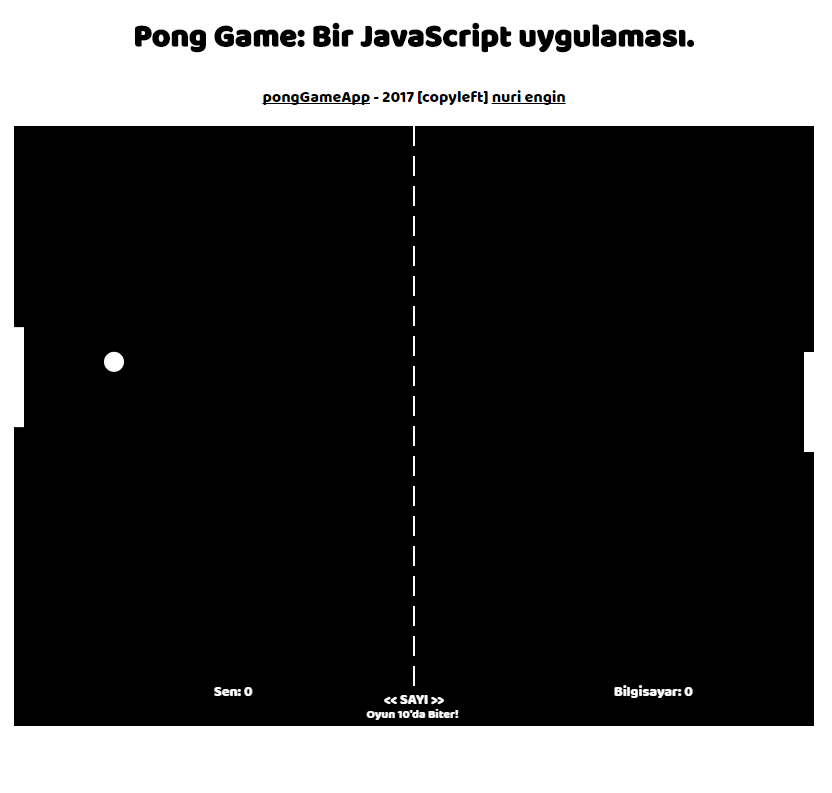 Pong Game: Bir JavaScript uygulaması.
pongGameApp - 2017 [copyleft] nuri engin
Sen: 0
<< SAYI >>
Bilgisayar: 0
Oyun 10'da Biter!